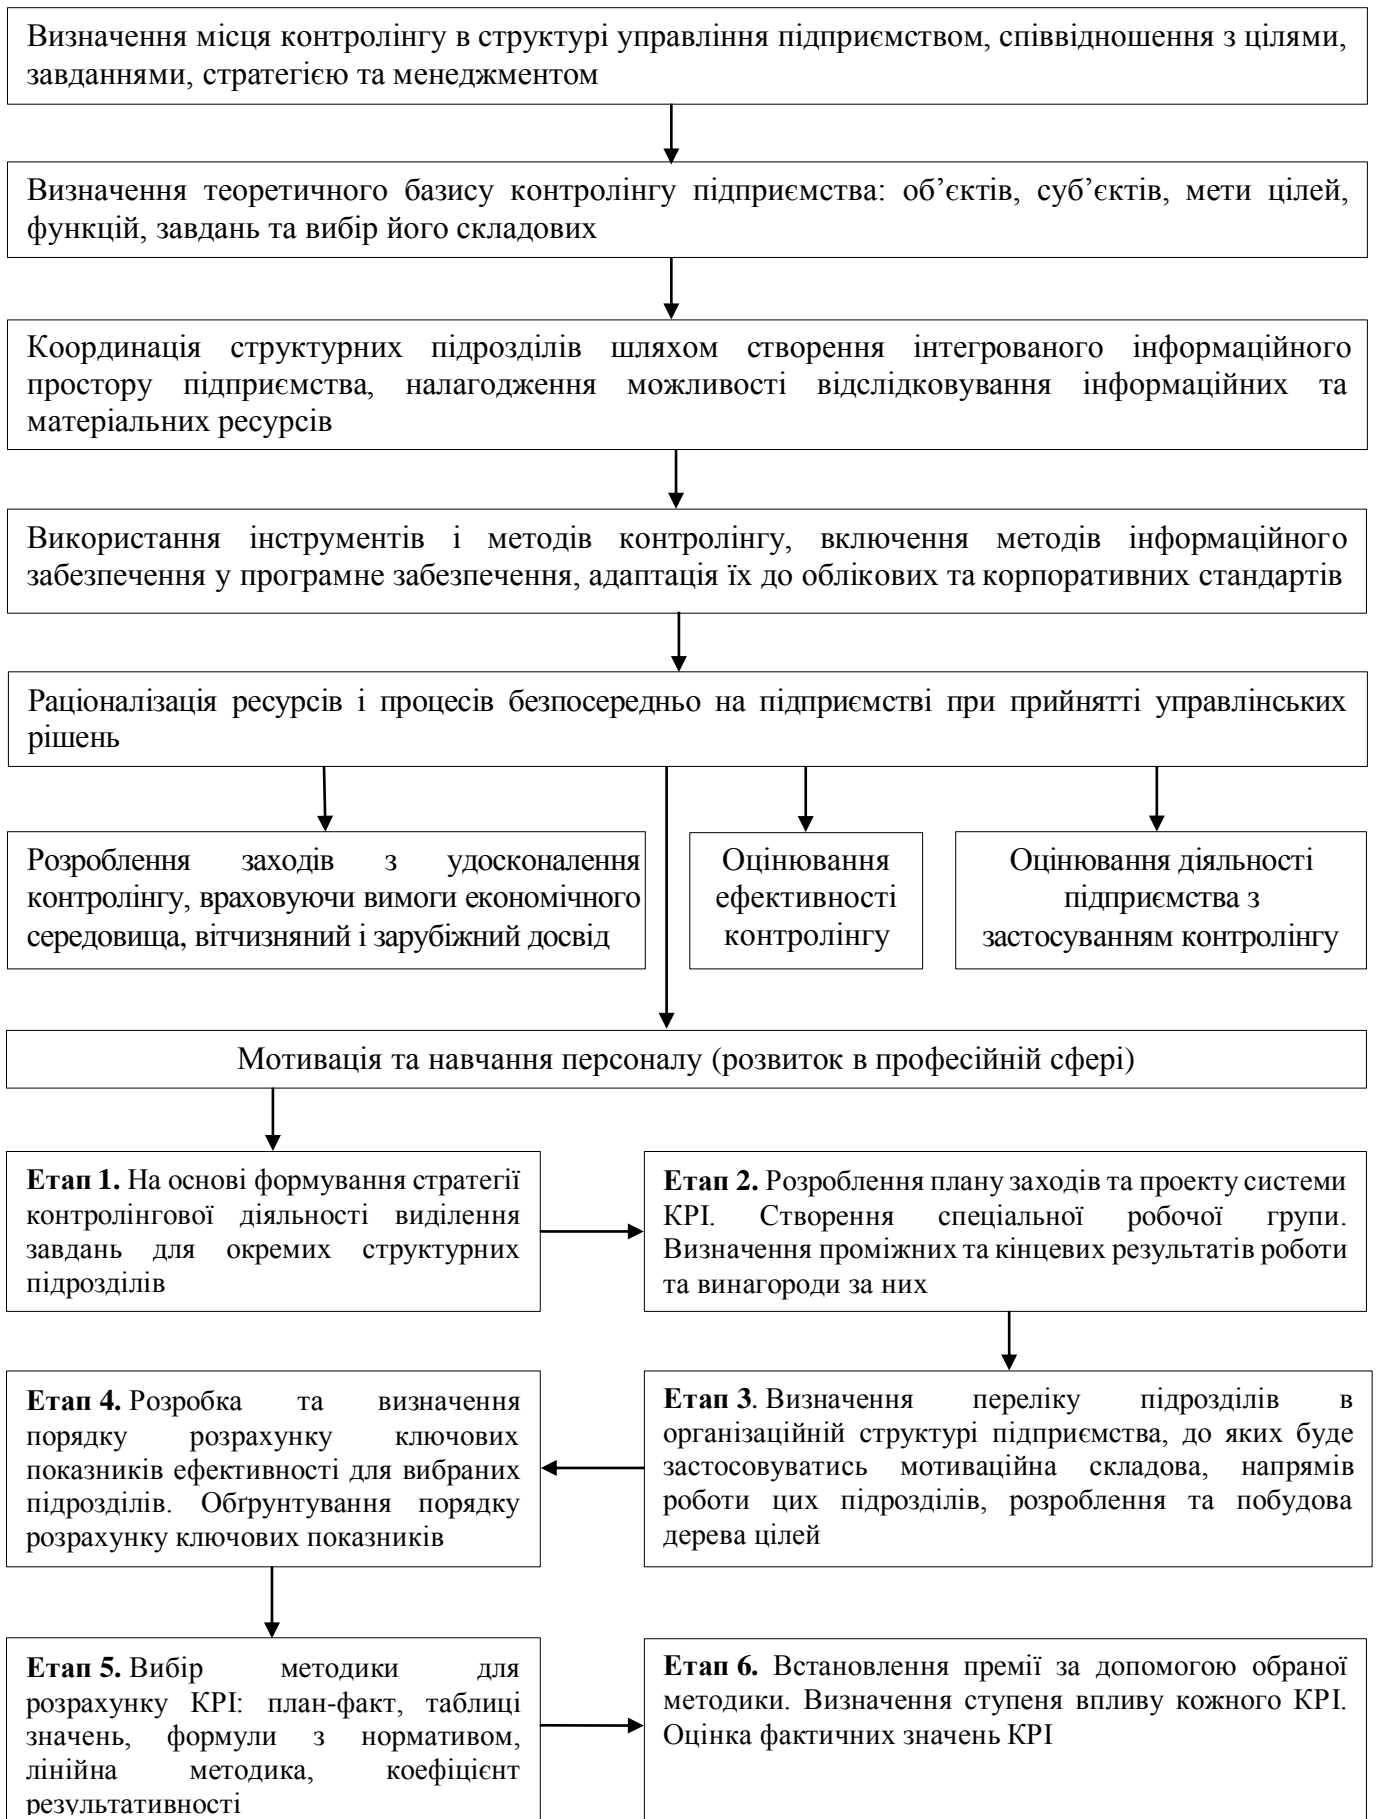 Визначення місця контролінгу в структурі управління підприємством, співвідношення з цілями,
завданнями, стратегією та менеджментом
Визначення теоретичного базису контролінгу підприємства: об’єктів, суб’єктів, мети цілей,
функцій, завдань та вибір його складових
Координація структурних підрозділів шляхом створення інтегрованого інформаційного
простору підприємства, налагодження можливості відслідковування інформаційних та
матеріальних ресурсів
Використання інструментів і методів контролінгу, включення методів інформаційного
забезпечення у програмне забезпечення, адаптація їх до облікових та корпоративних стандартів
Раціоналізація ресурсів і процесів безпосередньо на підприємстві при прийнятті управлінських
рішень
Розроблення заходів з удосконалення
контролінгу, враховуючи вимоги економічного
середовища, вітчизняний і зарубіжний досвід
Оцінювання
ефективності
контролінгу
Оцінювання діяльності
підприємства з
застосуванням контролінгу
Мотивація та навчання персоналу (розвиток в професійній сфері)
Етап 1. На основі формування стратегії
контролінгової діяльності виділення
завдань для окремих структурних
підрозділів
Етап 2. Розроблення плану заходів та проекту системи
КРІ. Створення спеціальної робочої групи.
Визначення проміжних та кінцевих результатів роботи
та винагороди за них
Етап 3. Визначення переліку підрозділів в
організаційній структурі підприємства, до яких буде
застосовуватись мотиваційна складова, напрямів
роботи цих підрозділів, розроблення та побудова
дерева цілей
Етап 4. Розробка та визначення
порядку розрахунку ключових
показників ефективності для вибраних
підрозділів. Обґрунтування порядку
розрахунку ключових показників
Етап 5. Вибір методики для
розрахунку КРІ: план-факт, таблиці
значень, формули з нормативом,
лінійна методика, коефіцієнт
результативності
Етап 6. Встановлення премії за допомогою обраної
методики. Визначення ступеня впливу кожного КРІ.
Оцінка фактичних значень КРІ